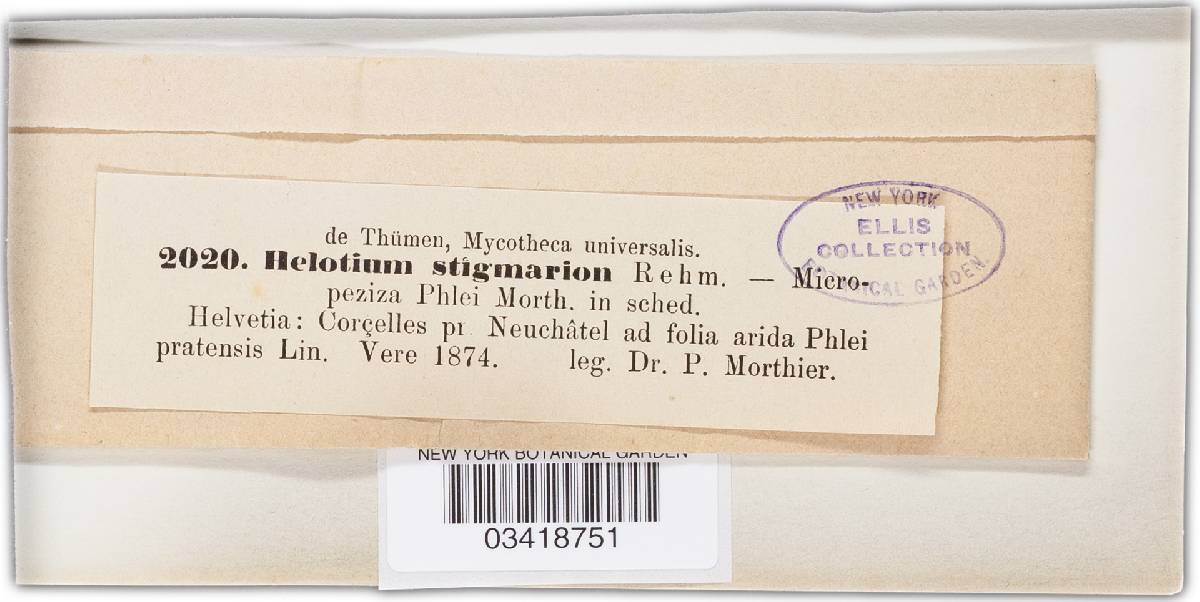 de Thümen, Mycotheca universalis.
2020. Helotium stigmarion Rehm. — Micro-
peziza Phlei Morth. in sched.
Helvetia: Corçelles pr Neuchâtel ad folia arida Phlei
pratensis Lin. Vere 1874. leg. Dr. P. Morthier.
NEW YORK
ELLIS
COLLECTION
BOTANICAL GARDEN.
NEW YORK BOTANICAL GARDEN
03418751